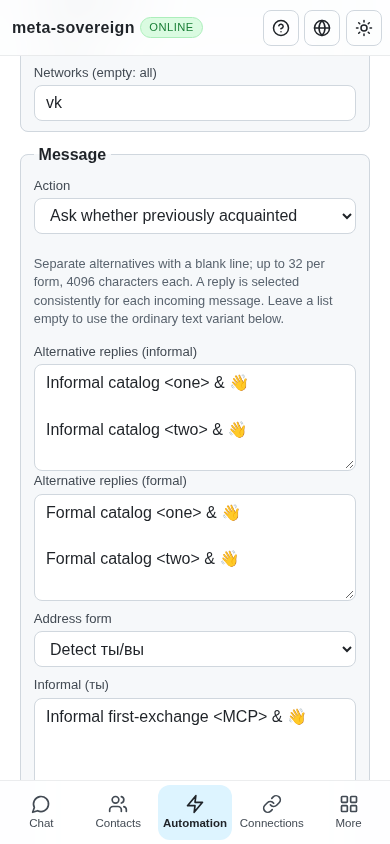 meta-sovereign ONLINE
Networks (empty: all)
vk
Message
Action
Ask whether previously acquainted
Separate alternatives with a blank line; up to 32 per
form, 4096 characters each. A reply is selected
consistently for each incoming message. Leave a list
empty to use the ordinary text variant below.
Alternative replies (informal)
Informal catalog <one> & 👋
Informal catalog <two> & 👋
Alternative replies (formal)
Formal catalog <one> & 👋
Formal catalog <two> & 👋
Address form
Detect ты/вы
Informal (ты)
Informal first-exchange <MCP> & 👋
Chat Contacts Automation Connections More